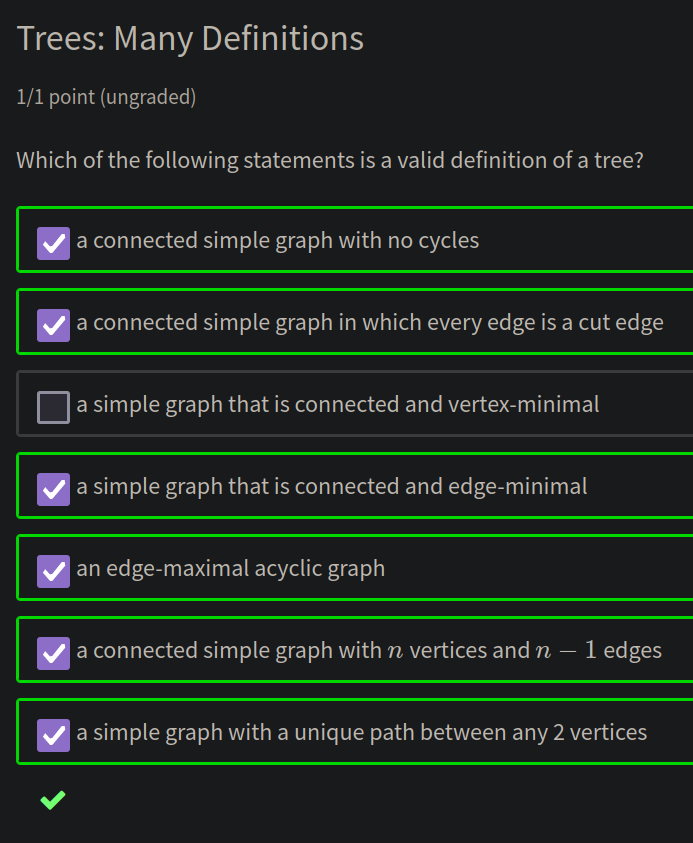 Trees: Many Definitions
1/1 point (ungraded)
Which of the following statements is a valid definition of a tree?
a connected simple graph with no cycles
a connected simple graph in which every edge is a cut edge
a simple graph that is connected and vertex-minimal
a simple graph that is connected and edge-minimal
an edge-maximal acyclic graph
a connected simple graph with n vertices and n − 1 edges
a simple graph with a unique path between any 2 vertices